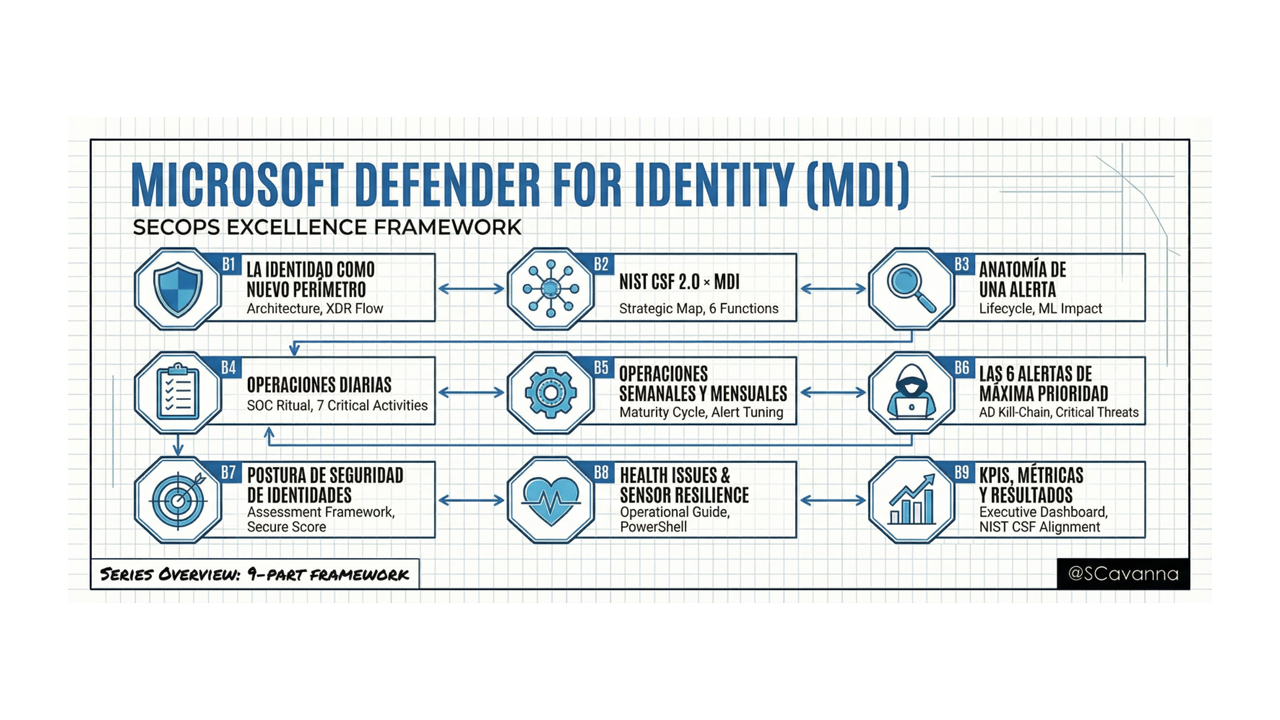 MICROSOFT DEFENDER FOR IDENTITY (MDI)
SECOPS EXCELLENCE FRAMEWORK
B1
LA IDENTIDAD COMO
NUEVO PERÍMETRO
Architecture, XDR Flow
B2
NIST CSF 2.0 × MDI
Strategic Map, 6 Functions
B3
ANATOMÍA DE
UNA ALERTA
Lifecycle, ML Impact
B4
OPERACIONES DIARIAS
SOC Ritual, 7 Critical Activities
B5
OPERACIONES
SEMANALES Y MENSUALES
Maturity Cycle, Alert Tuning
B6
LAS 6 ALERTAS DE
MÁXIMA PRIORIDAD
AD Kill-Chain, Critical Threats
B7
POSTURA DE SEGURIDAD
DE IDENTIDADES
Assessment Framework,
Secure Score
B8
HEALTH ISSUES &
SENSOR RESILIENCE
Operational Guide,
PowerShell
B9
KPIS, MÉTRICAS
Y RESULTADOS
Executive Dashboard,
NIST CSF Alignment
SERIES OVERVIEW: 9-PART FRAMEWORK
@SCavanna